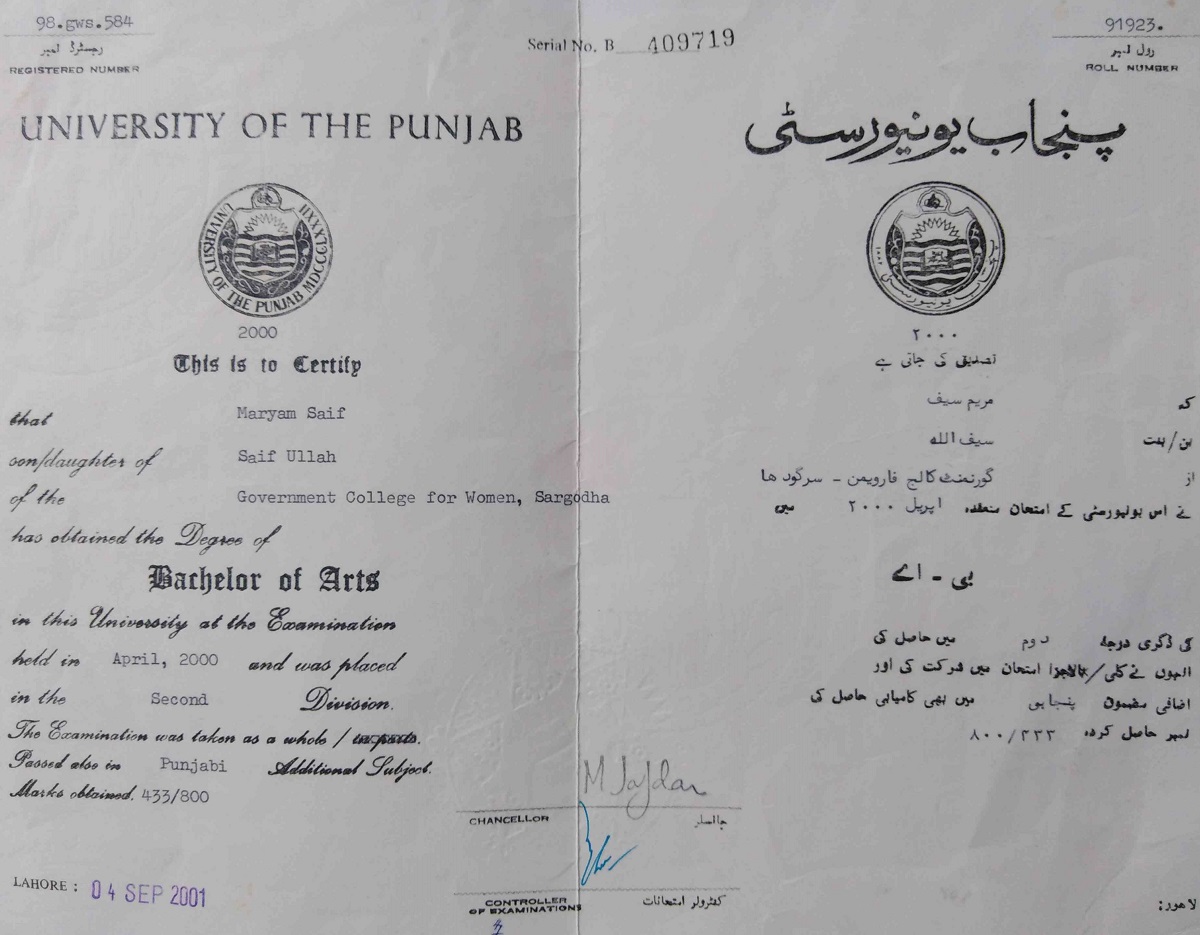 98.gws.584
رجسٹرڈ نمبر
REGISTERED NUMBER
Serial No. B 409719
91923.
رول نمبر
ROLL NUMBER
UNIVERSITY OF THE PUNJAB
UNIVERSITY OF THE PUNJAB MDCCCLXXXII
2000
This is to Certify
that Maryam Saif
son/daughter of Saif Ullah
of the Government College for Women, Sargodha
has obtained the Degree of
Bachelor of Arts
in this University at the Examination
held in April, 2000 and was placed
in the Second Division.
The Examination was taken as a whole / in parts.
Passed also in Punjabi Additional Subject.
Marks obtained. 433/800
LAHORE : 04 SEP 2001
پنجاب یونیورسٹی
پنجاب یونیورسٹی ۱۸۸۲
۲۰۰۰
تصدیق کی جاتی ہے
کہ مریم سیف
بن/بنت سیف اللہ
از گورنمنٹ کالج فارویمن - سرگودھا
نے اس یونیورسٹی کے امتحان منعقدہ اپریل ۲۰۰۰ میں
بی - اے
کی ڈگری درجہ دوم میں حاصل کی
انہوں نے کلی/بالاجزا امتحان میں شرکت کی اور
اضافی مضمون پنجابی میں بھی کامیابی حاصل کی
نمبر حاصل کردہ ۸۰۰/۴۳۳
CHANCELLOR چانسلر
CONTROLLER OF EXAMINATIONS کنٹرولر امتحانات
لاہور: